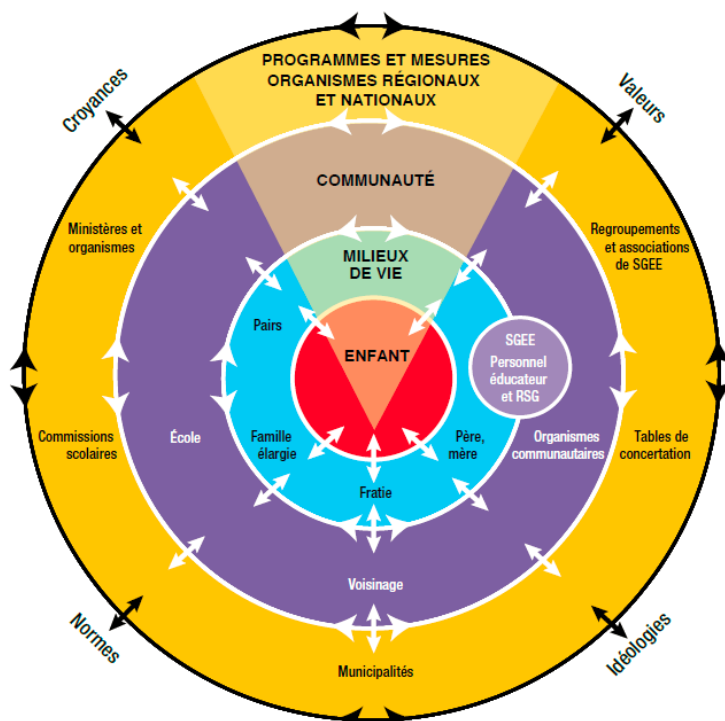 PROGRAMMES ET MESURES
ORGANISMES RÉGIONAUX
ET NATIONAUX
Croyances
Valeurs
COMMUNAUTÉ
Ministères et
organismes
Regroupements
et associations
de SGEE
MILIEUX
DE VIE
Pairs
ENFANT
SGEE
Personnel
éducateur
et RSG
Commissions
scolaires
École
Famille
élargie
Père,
mère
Organismes
communautaires
Tables de
concertation
Fratie
Voisinage
Municipalités
Normes
Idéologies